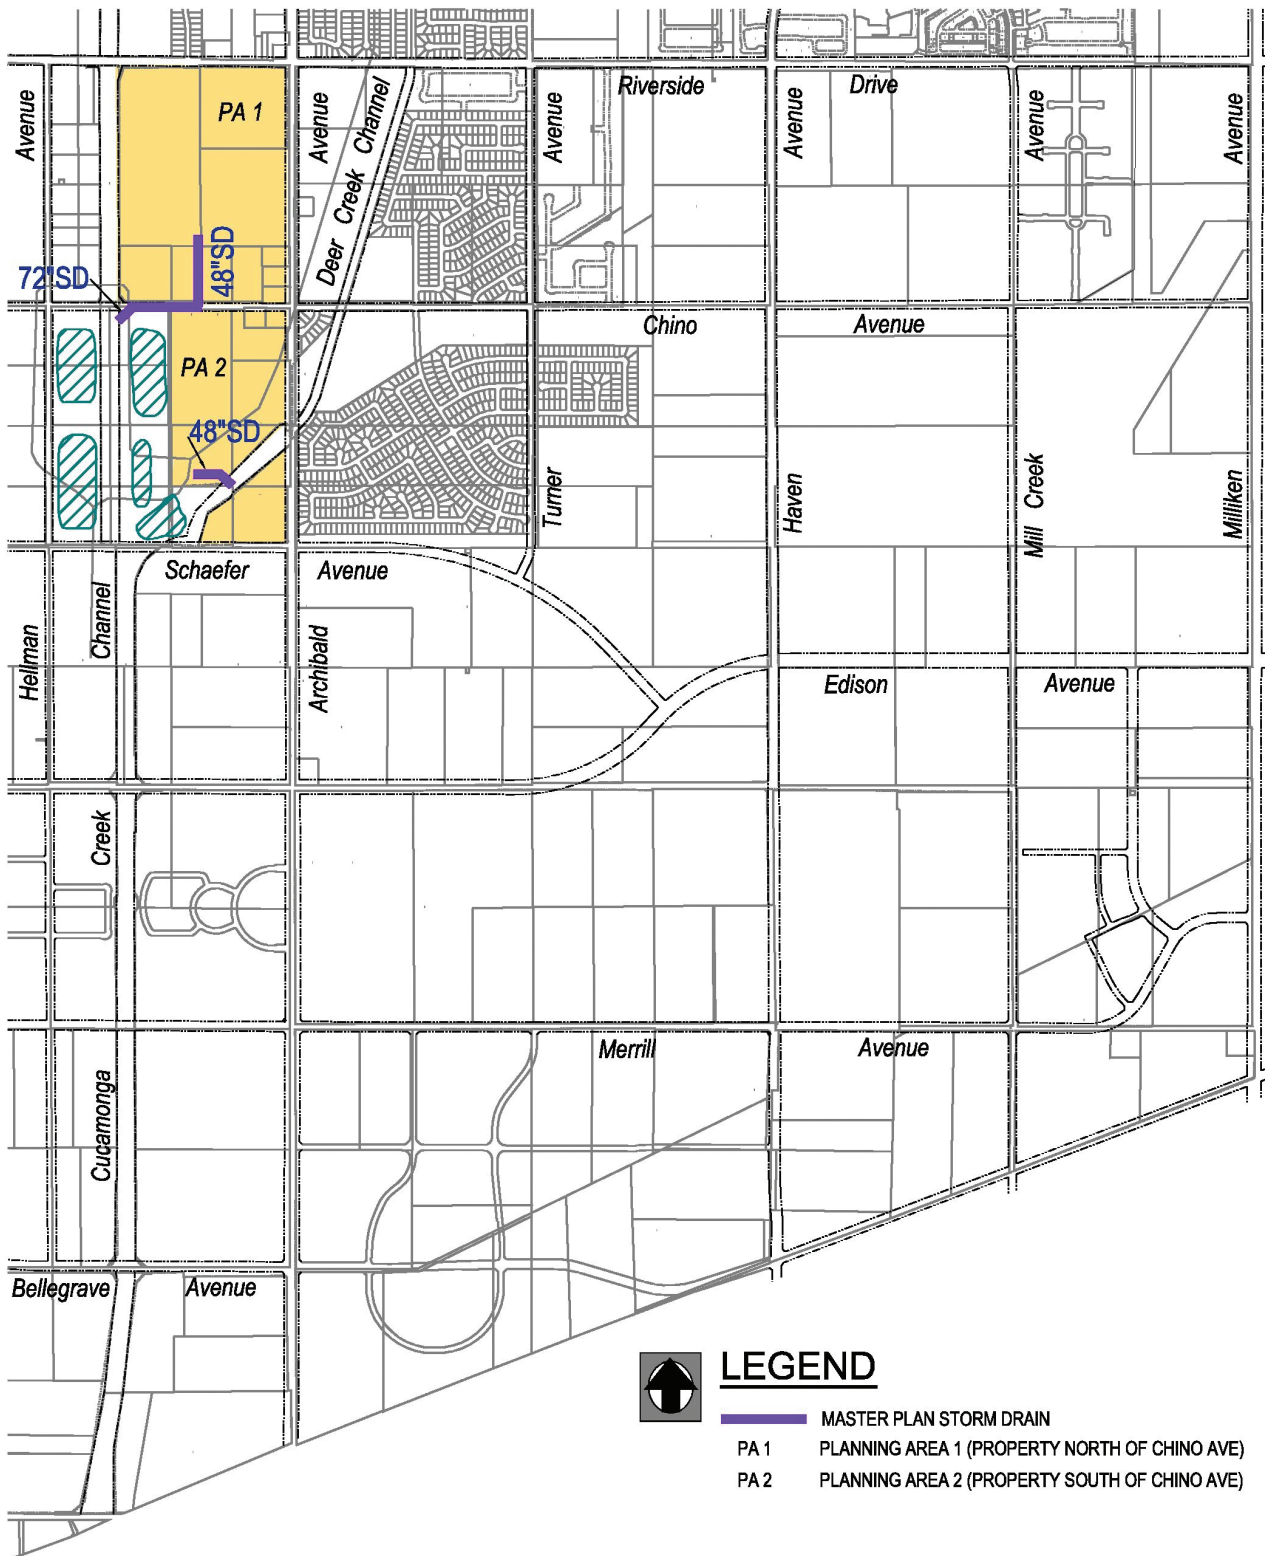 Riverside Drive
Avenue
PA 1
Avenue
Deer Creek Channel
Avenue
Avenue
Avenue
Avenue
48"SD
72"SD
Chino Avenue
PA 2
48"SD
Turner
Haven
Mill Creek
Milliken
Schaefer Avenue
Hellman
Channel
Archibald
Edison Avenue
Creek
Merrill Avenue
Cucamonga
Bellegrave Avenue
LEGEND
MASTER PLAN STORM DRAIN
PA 1 PLANNING AREA 1 (PROPERTY NORTH OF CHINO AVE)
PA 2 PLANNING AREA 2 (PROPERTY SOUTH OF CHINO AVE)